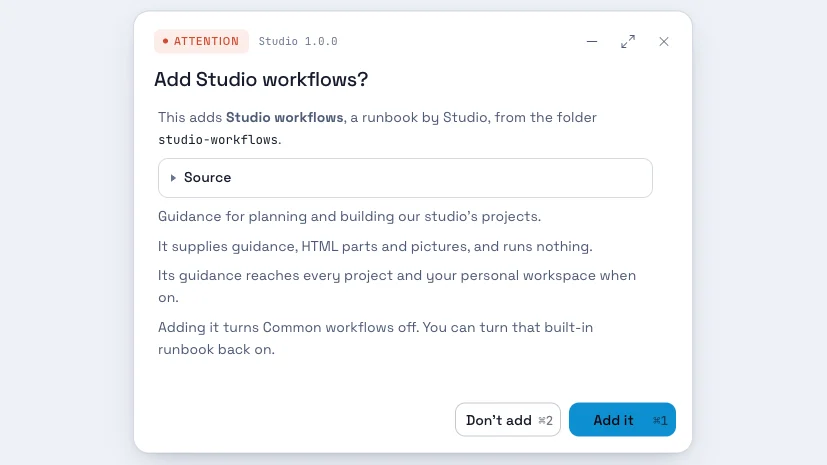 ATTENTION Studio 1.0.0
Add Studio workflows?
This adds Studio workflows, a runbook by Studio, from the folder
studio-workflows.
Source
Guidance for planning and building our studio's projects.
It supplies guidance, HTML parts and pictures, and runs nothing.
Its guidance reaches every project and your personal workspace when
on.
Adding it turns Common workflows off. You can turn that built-in
runbook back on.
Don't add ⌘2 Add it ⌘1